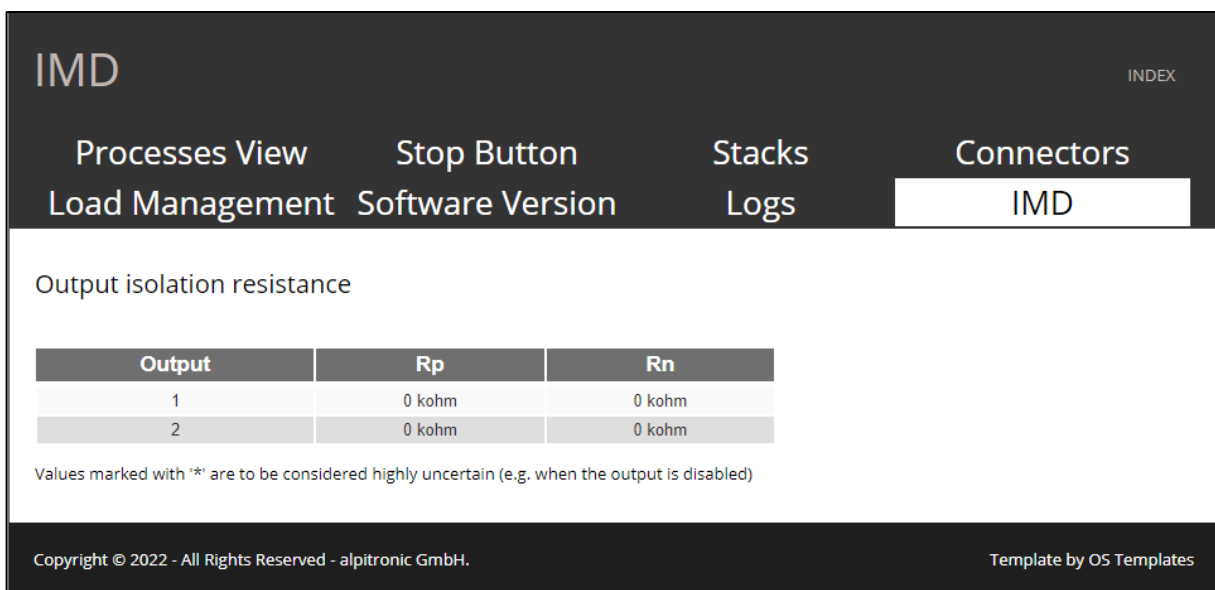 IMD
INDEX
Processes View Stop Button Stacks Connectors
Load Management Software Version Logs IMD
Output isolation resistance
Output Rp Rn
1 0 kohm 0 kohm
2 0 kohm 0 kohm
Values marked with '*' are to be considered highly uncertain (e.g. when the output is disabled)
Copyright © 2022 - All Rights Reserved - alpitronic GmbH. Template by OS Templates